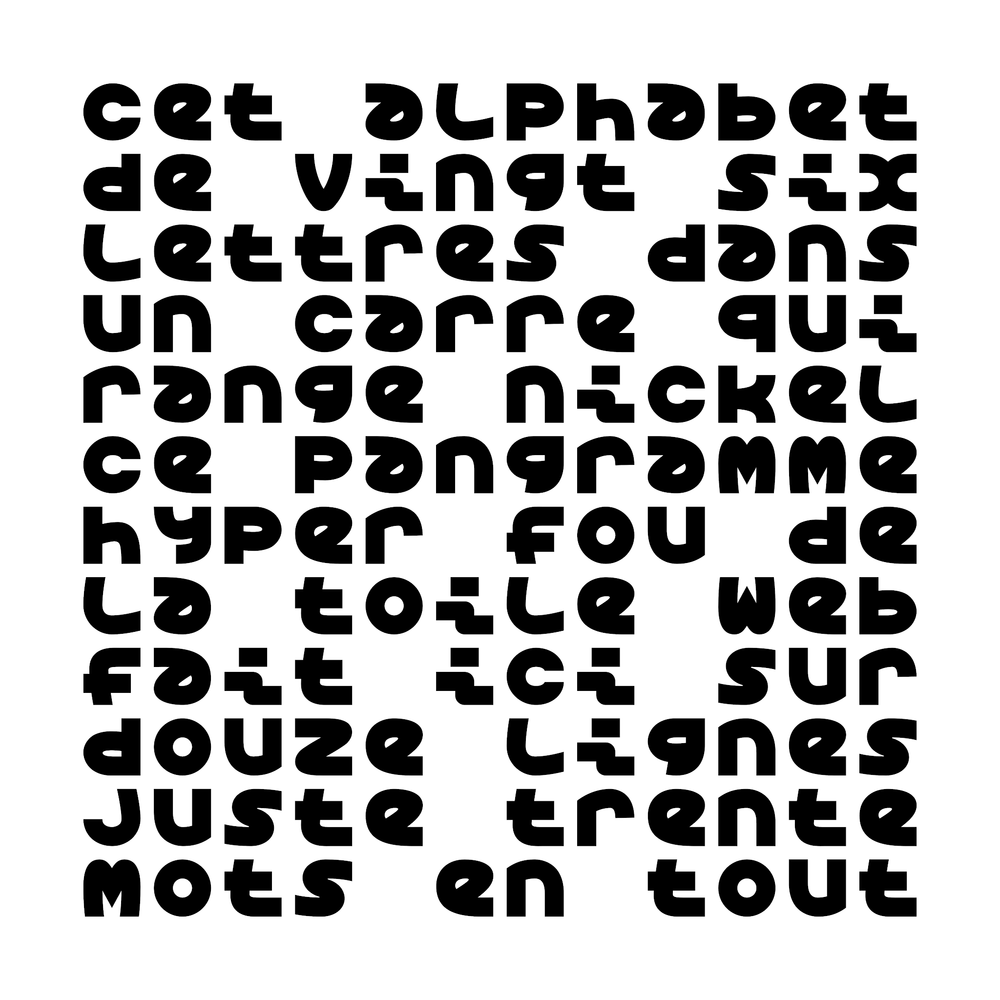 cet alphabet
de vingt six
lettres dans
un carre qui
range nickel
ce pangramme
hyper fou de
la toile web
fait ici sur
douze lignes
juste trente
mots en tout